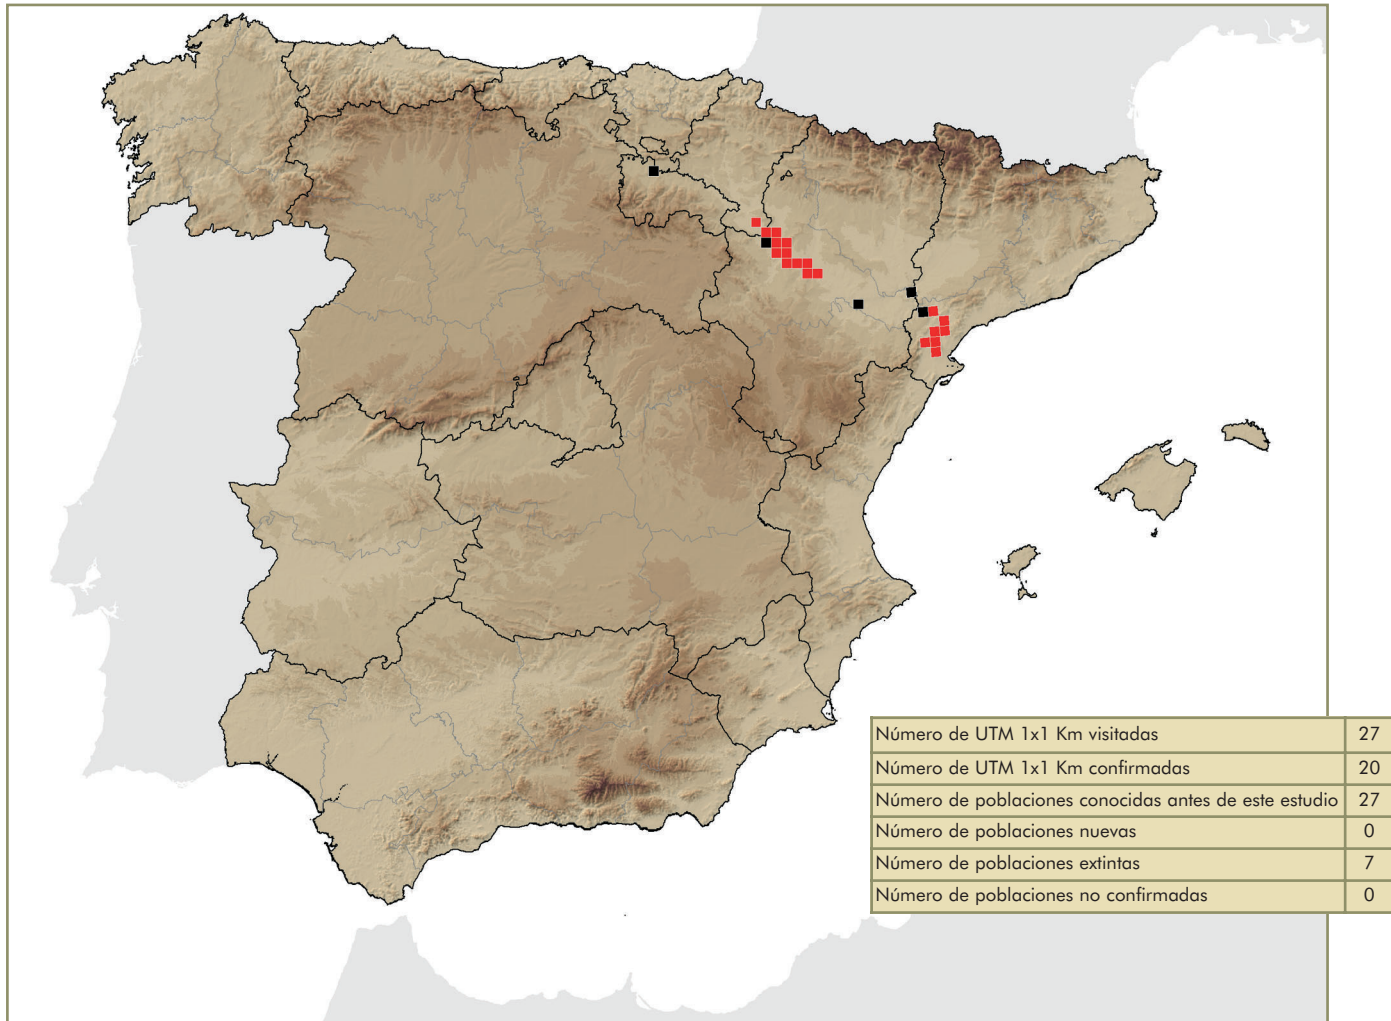 Número de UTM 1x1 Km visitadas 27
Número de UTM 1x1 Km confirmadas 20
Número de poblaciones conocidas antes de este estudio 27
Número de poblaciones nuevas 0
Número de poblaciones extintas 7
Número de poblaciones no confirmadas 0